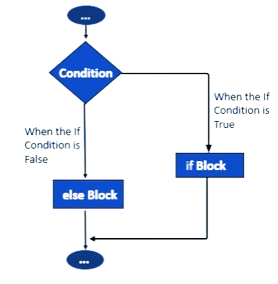 ...
Condition
When the If
Condition is
True
When the If
Condition is
False
if Block
else Block
...